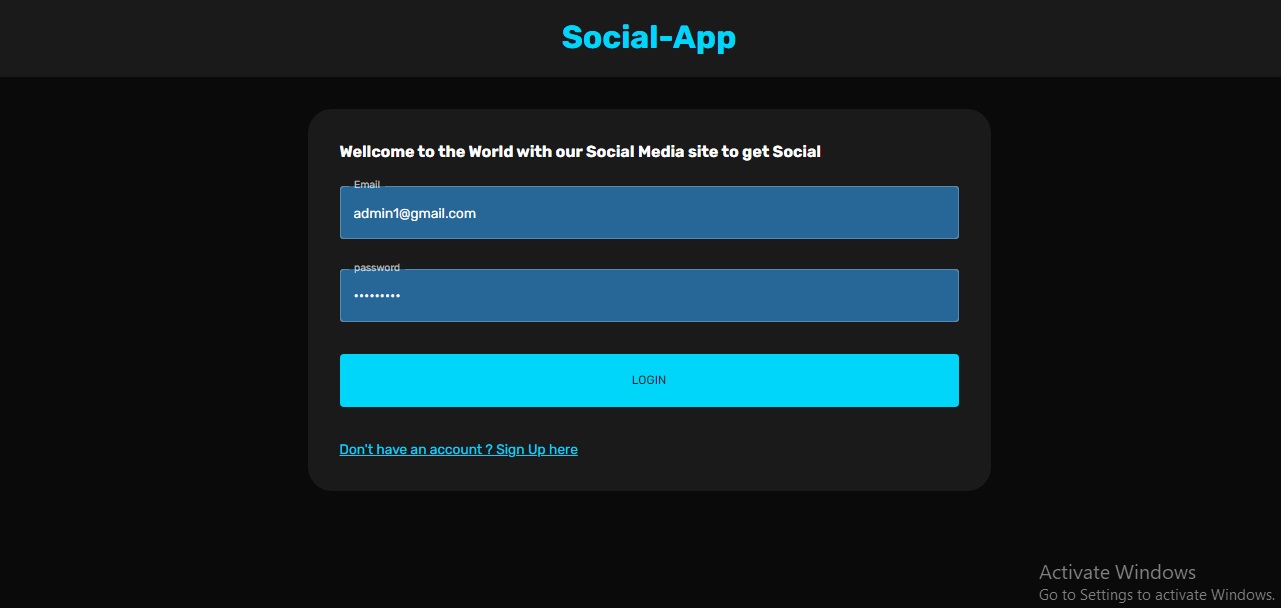 Social-App
Wellcome to the World with our Social Media site to get Social
Email
admin1@gmail.com
password
•••••••••
LOGIN
Don't have an account ? Sign Up here
Activate Windows
Go to Settings to activate Windows.